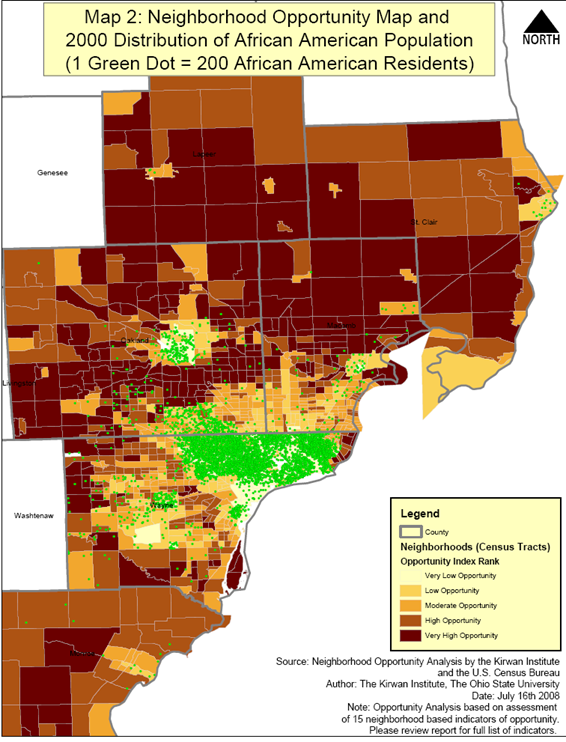 Map 2: Neighborhood Opportunity Map and
2000 Distribution of African American Population
(1 Green Dot = 200 African American Residents)
NORTH
Genesee
Lapeer
St. Clair
Oakland
Macomb
Livingston
Washtenaw
Wayne
Monroe
Legend
County
Neighborhoods (Census Tracts)
Opportunity Index Rank
Very Low Opportunity
Low Opportunity
Moderate Opportunity
High Opportunity
Very High Opportunity
Source: Neighborhood Opportunity Analysis by the Kirwan Institute
and the U.S. Census Bureau
Author: The Kirwan Institute, The Ohio State University
Date: July 16th 2008
Note: Opportunity Analysis based on assessment
of 15 neighborhood based indicators of opportunity.
Please review report for full list of indicators.